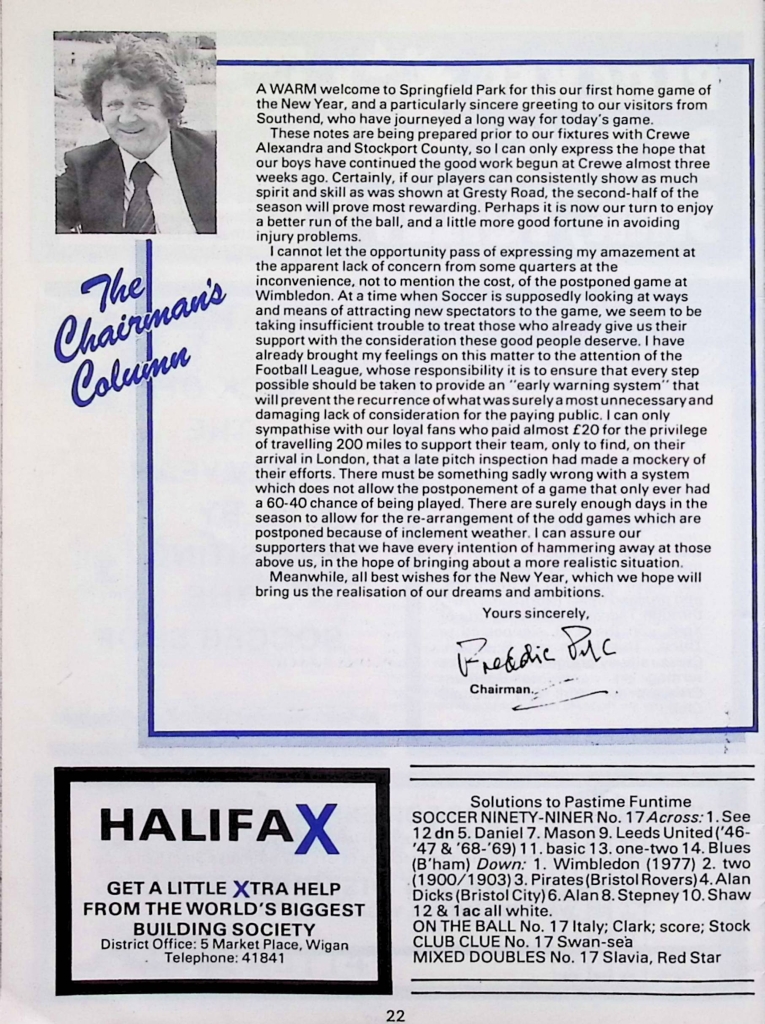 The
Chairman's
Column
A WARM welcome to Springfield Park for this our first home game of
the New Year, and a particularly sincere greeting to our visitors from
Southend, who have journeyed a long way for today's game.
These notes are being prepared prior to our fixtures with Crewe
Alexandra and Stockport County, so I can only express the hope that
our boys have continued the good work begun at Crewe almost three
weeks ago. Certainly, if our players can consistently show as much
spirit and skill as was shown at Gresty Road, the second-half of the
season will prove most rewarding. Perhaps it is now our turn to enjoy
a better run of the ball, and a little more good fortune in avoiding
injury problems.
I cannot let the opportunity pass of expressing my amazement at
the apparent lack of concern from some quarters at the
inconvenience, not to mention the cost, of the postponed game at
Wimbledon. At a time when Soccer is supposedly looking at ways
and means of attracting new spectators to the game, we seem to be
taking insufficient trouble to treat those who already give us their
support with the consideration these good people deserve. I have
already brought my feelings on this matter to the attention of the
Football League, whose responsibility it is to ensure that every step
possible should be taken to provide an "early warning system" that
will prevent the recurrence of what was surely a most unnecessary and
damaging lack of consideration for the paying public. I can only
sympathise with our loyal fans who paid almost £20 for the privilege
of travelling 200 miles to support their team, only to find, on their
arrival in London, that a late pitch inspection had made a mockery of
their efforts. There must be something sadly wrong with a system
which does not allow the postponement of a game that only ever had
a 60-40 chance of being played. There are surely enough days in the
season to allow for the re-arrangement of the odd games which are
postponed because of inclement weather. I can assure our
supporters that we have every intention of hammering away at those
above us, in the hope of bringing about a more realistic situation.
Meanwhile, all best wishes for the New Year, which we hope will
bring us the realisation of our dreams and ambitions.
Yours sincerely,
Freddie Pye
Chairman.
HALIFAX
GET A LITTLE XTRA HELP
FROM THE WORLD'S BIGGEST
BUILDING SOCIETY
District Office: 5 Market Place, Wigan
Telephone: 41841
Solutions to Pastime Funtime
SOCCER NINETY-NINER No. 17 Across: 1. See
12 dn 5. Daniel 7. Mason 9. Leeds United ('46-
'47 & '68-'69) 11. basic 13. one-two 14. Blues
(B'ham) Down: 1. Wimbledon (1977) 2. two
(1900/1903) 3. Pirates (Bristol Rovers) 4. Alan
Dicks (Bristol City) 6. Alan 8. Stepney 10. Shaw
12 & 1ac all white.
ON THE BALL No. 17 Italy; Clark; score; Stock
CLUB CLUE No. 17 Swan-sea
MIXED DOUBLES No. 17 Slavia, Red Star
22